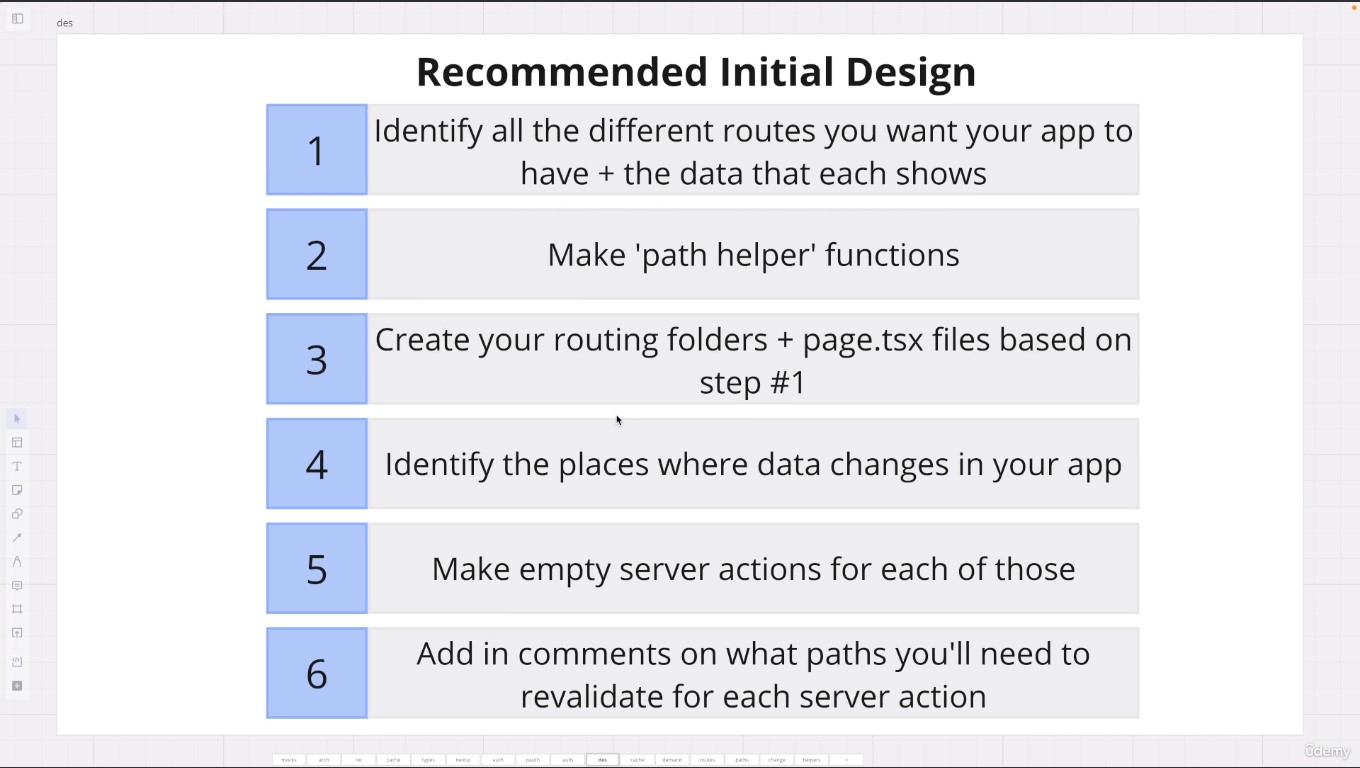 des
Recommended Initial Design
1
Identify all the different routes you want your app to
have + the data that each shows
2
Make 'path helper' functions
3
Create your routing folders + page.tsx files based on
step #1
4
Identify the places where data changes in your app
5
Make empty server actions for each of those
6
Add in comments on what paths you'll need to
revalidate for each server action
ûdemy
mocks arch rec cache types nextui auth oauth auth des cache demand routes paths change helpers +